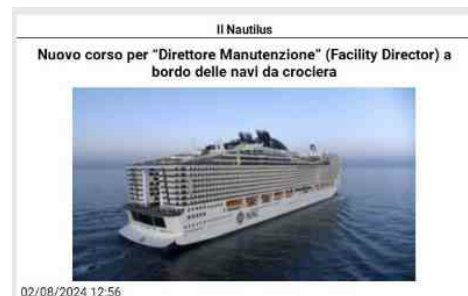 Il Nautilus
Nuovo corso per “Direttore Manutenzione” (Facility Director) a
bordo delle navi da crociera
MSC
02/08/2024 12:56